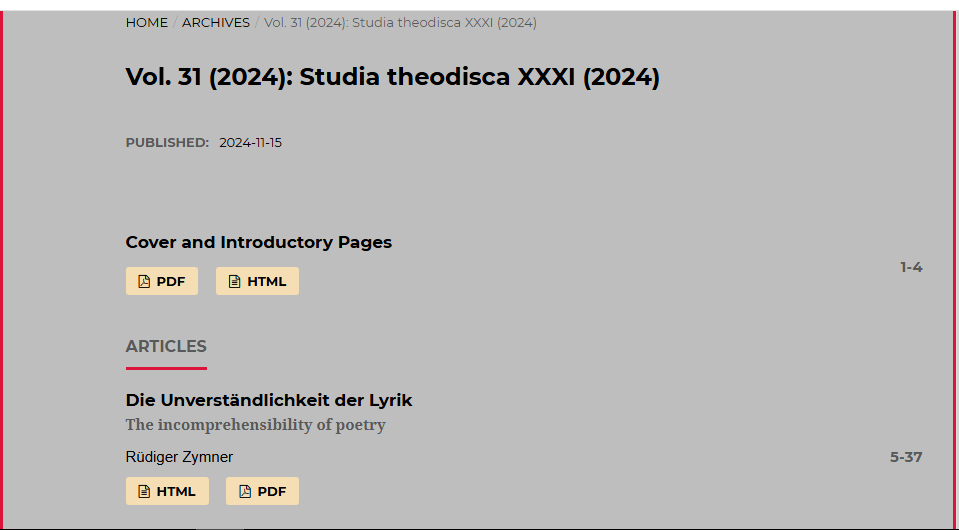 HOME / ARCHIVES / Vol. 31 (2024): Studia theodisca XXXI (2024)
Vol. 31 (2024): Studia theodisca XXXI (2024)
PUBLISHED: 2024-11-15
Cover and Introductory Pages
1-4
PDF HTML
ARTICLES
Die Unverständlichkeit der Lyrik
The incomprehensibility of poetry
Rüdiger Zymner 5-37
HTML PDF